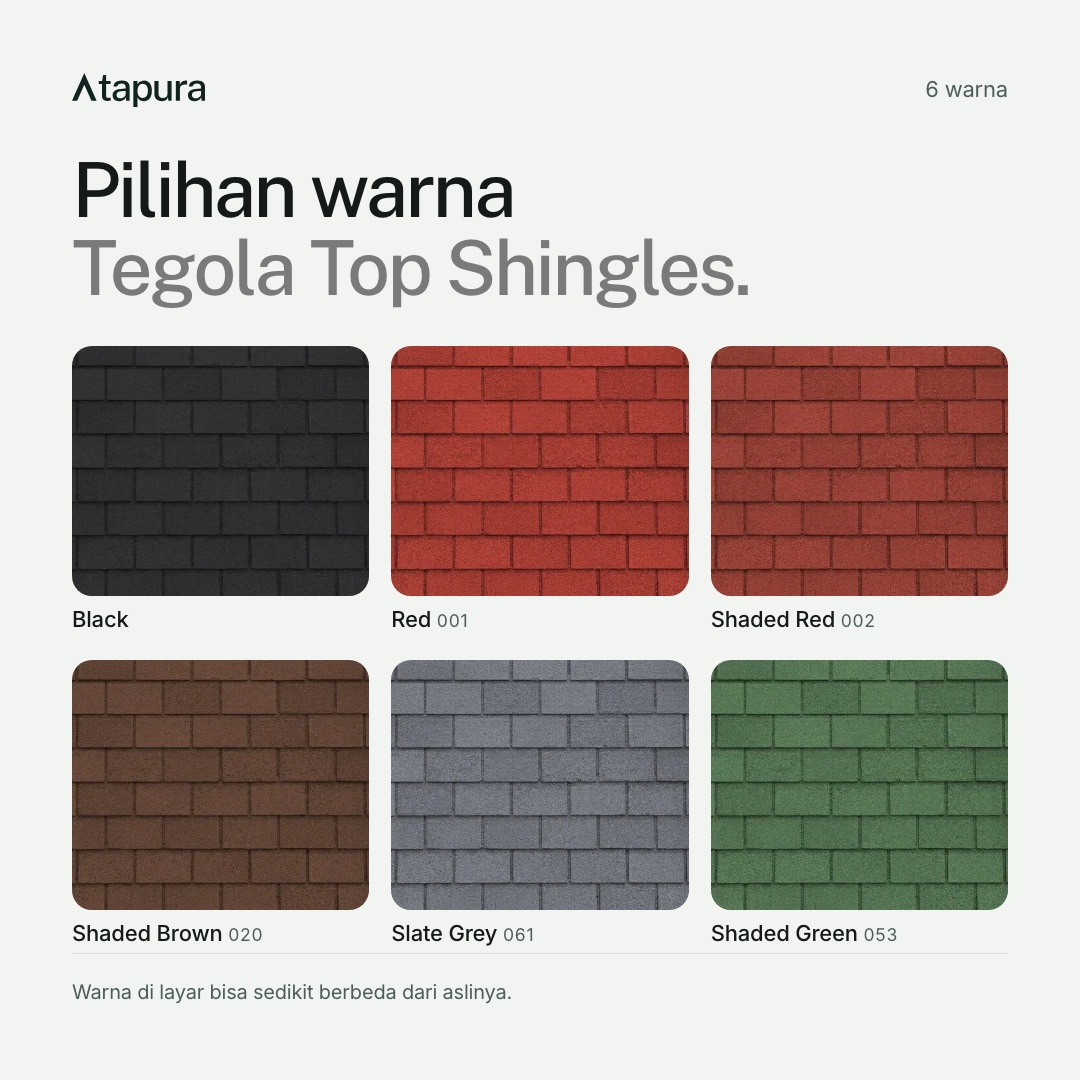 Atapura
6 warna
Pilihan warna
Tegola Top Shingles.
Black
Red 001
Shaded Red 002
Shaded Brown 020
Slate Grey 061
Shaded Green 053
Warna di layar bisa sedikit berbeda dari aslinya.